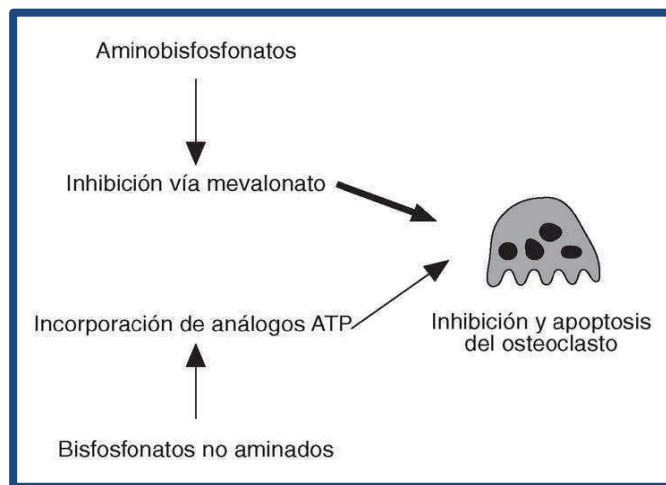 Aminobisfosfonatos
Inhibición vía mevalonato
Incorporación de análogos ATP
Inhibición y apoptosis
del osteoclasto
Bisfosfonatos no aminados